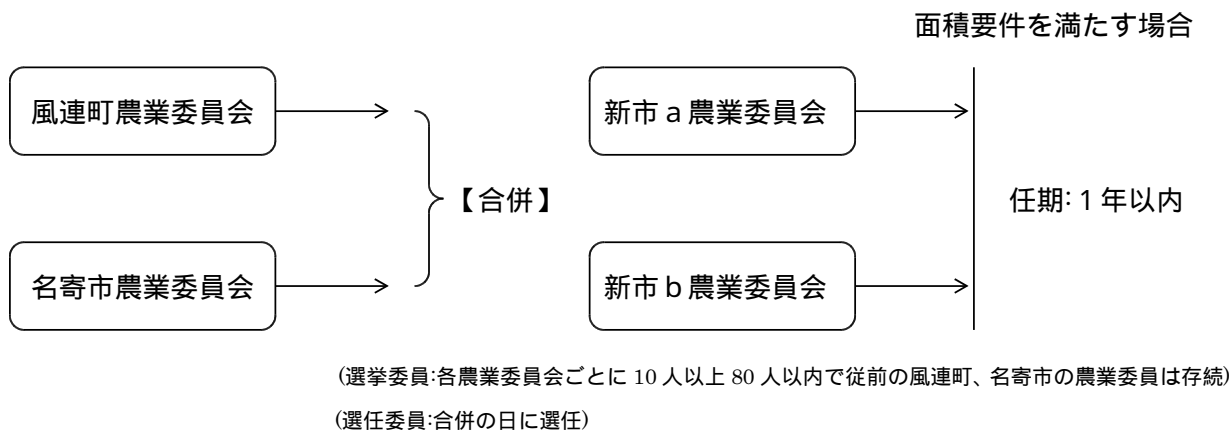 面積要件を満たす場合
風連町農業委員会
新市ａ農業委員会
【合併】
任期:１年以内
名寄市農業委員会
新市ｂ農業委員会
(選挙委員:各農業委員会ごとに 10 人以上 80 人以内で従前の風連町、名寄市の農業委員は存続)
(選任委員:合併の日に選任)